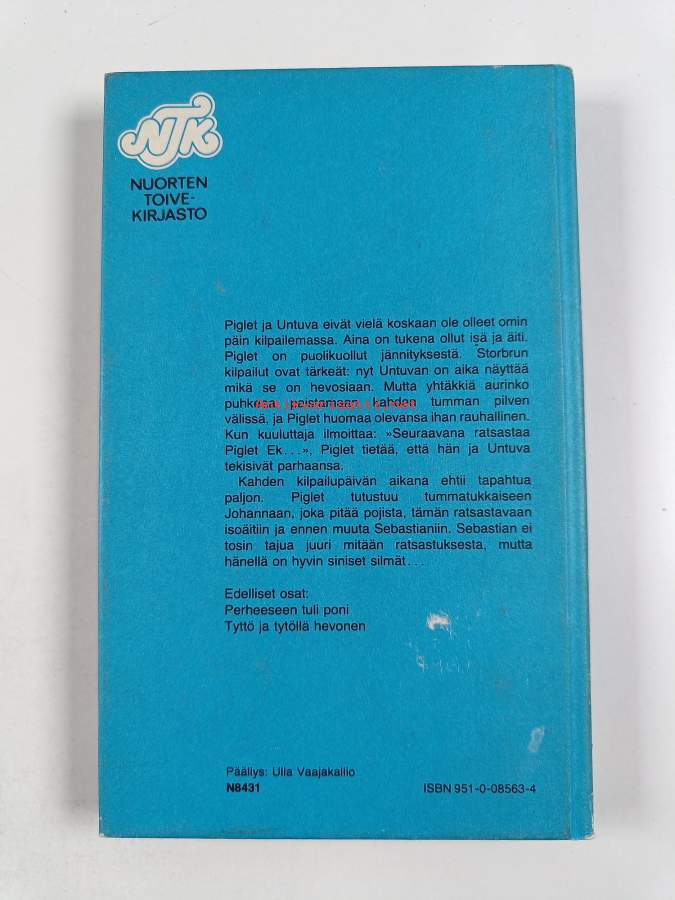 NTK
NUORTEN
TOIVE-
KIRJASTO
Piglet ja Untuva eivät vielä koskaan ole olleet omin
päin kilpailemassa. Aina on tukena ollut isä ja äiti.
Piglet on puolikuollut jännityksestä. Storbrun
kilpailut ovat tärkeät: nyt Untuvan on aika näyttää
mikä se on hevosiaan. Mutta yhtäkkiä aurinko
puhkeaa paistamaan kahden tumman pilven
välissä, ja Piglet huomaa olevansa ihan rauhallinen.
Kun kuuluttaja ilmoittaa: »Seuraavana ratsastaa
Piglet Ek...», Piglet tietää, että hän ja Untuva
tekisivät parhaansa.
Kahden kilpailupäivän aikana ehtii tapahtua
paljon. Piglet tutustuu tummatukkaiseen
Johannaan, joka pitää pojista, tämän ratsastavaan
isoäitiin ja ennen muuta Sebastianiin. Sebastian ei
tosin tajua juuri mitään ratsastuksesta, mutta
hänellä on hyvin siniset silmät...
Edelliset osat:
Perheeseen tuli poni
Tyttö ja tytöllä hevonen
Päällys: Ulla Vaajakallio
N8431 ISBN 951-0-08563-4